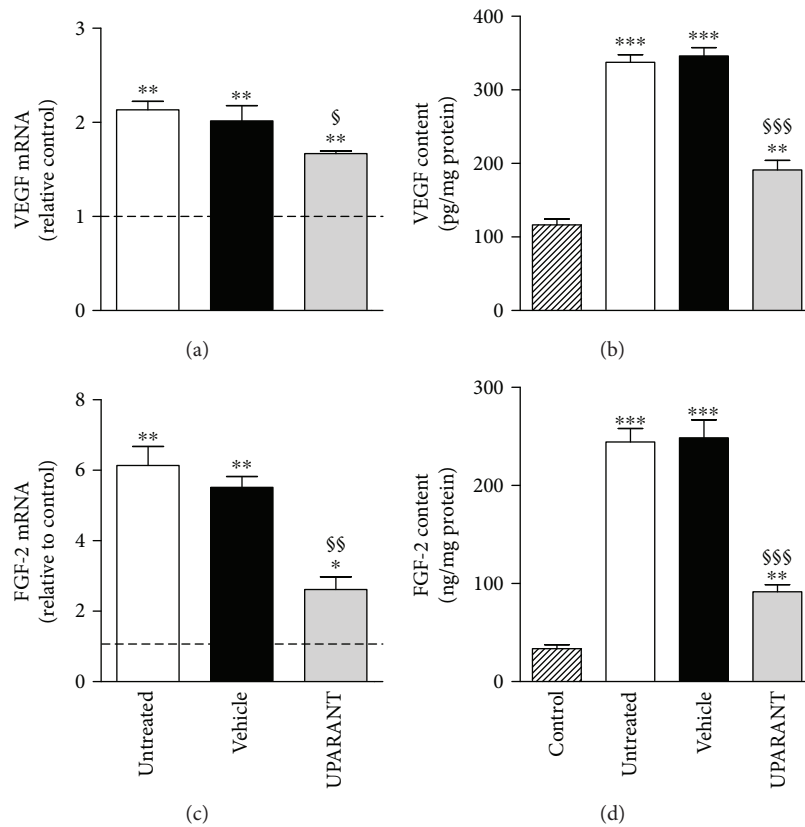 3
2
1
0
VEGF mRNA
(relative control)
**
**
§
**
(a)
400
300
200
100
0
VEGF content
(pg/mg protein)
***
***
§§§
**
(b)
8
6
4
2
0
FGF-2 mRNA
(relative to control)
**
**
§§
*
Untreated
Vehicle
UPARANT
(c)
300
200
100
0
FGF-2 content
(ng/mg protein)
***
***
§§§
**
Control
Untreated
Vehicle
UPARANT
(d)